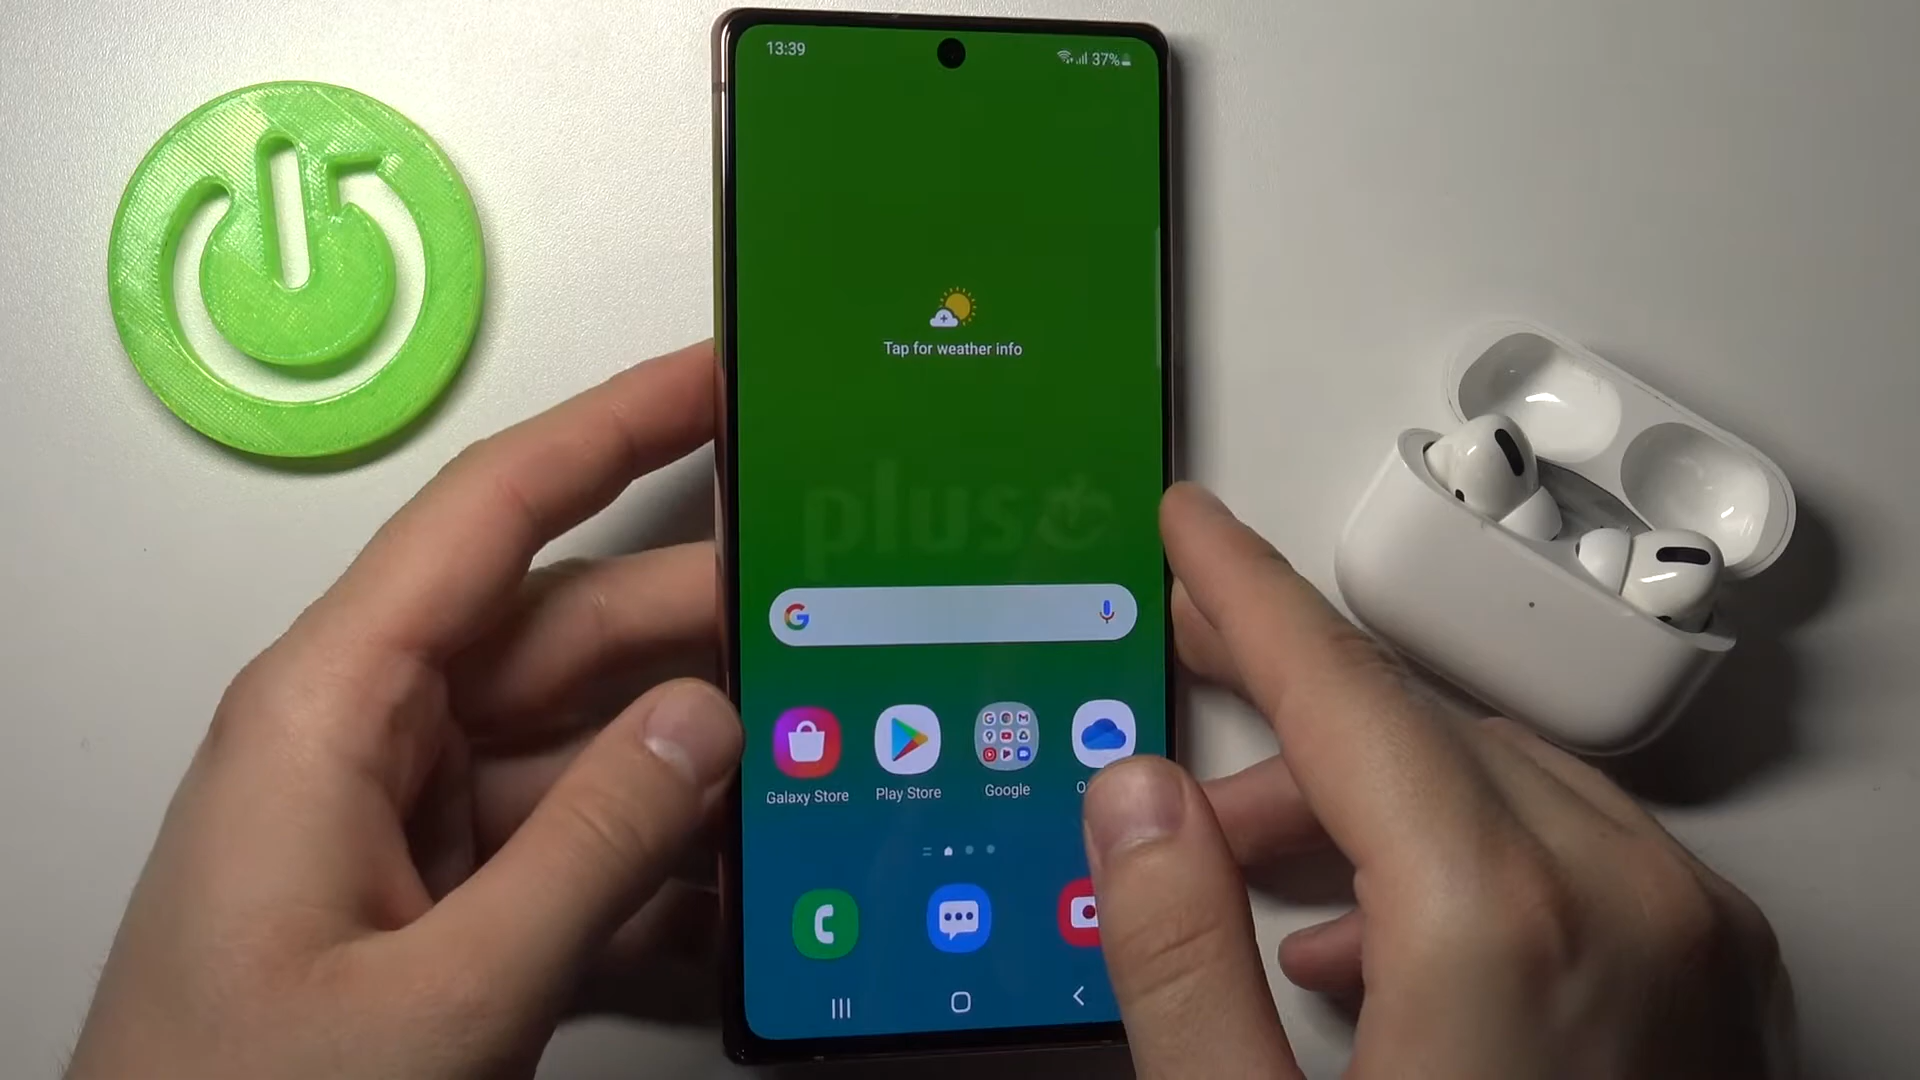 13:39
37%
Tap for weather info
plus
G
Galaxy Store
Play Store
Google
O